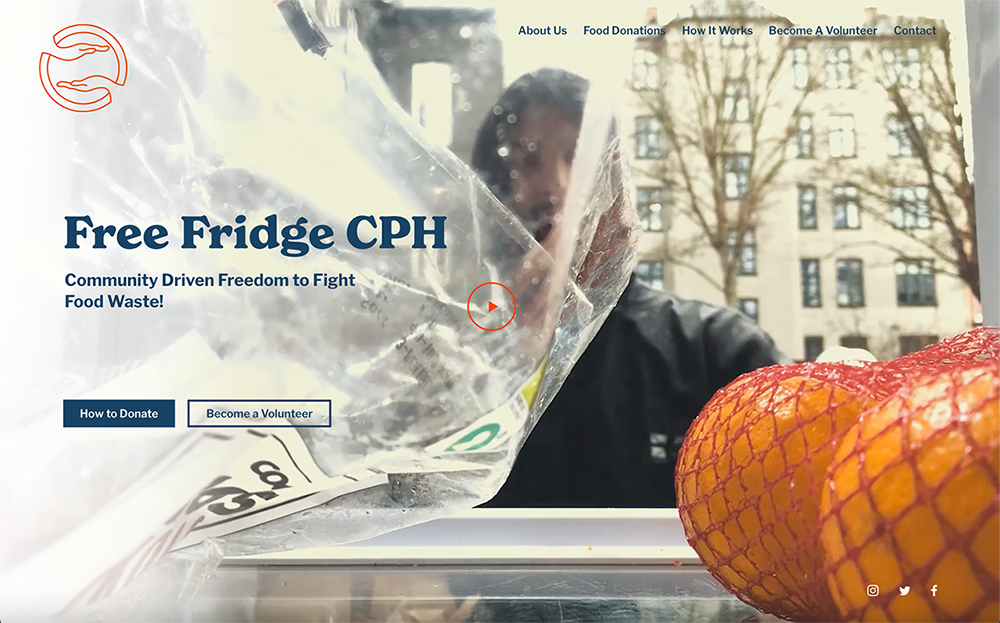 About Us Food Donations How It Works Become A Volunteer Contact
Free Fridge CPH
Community Driven Freedom to Fight
Food Waste!
How to Donate Become a Volunteer